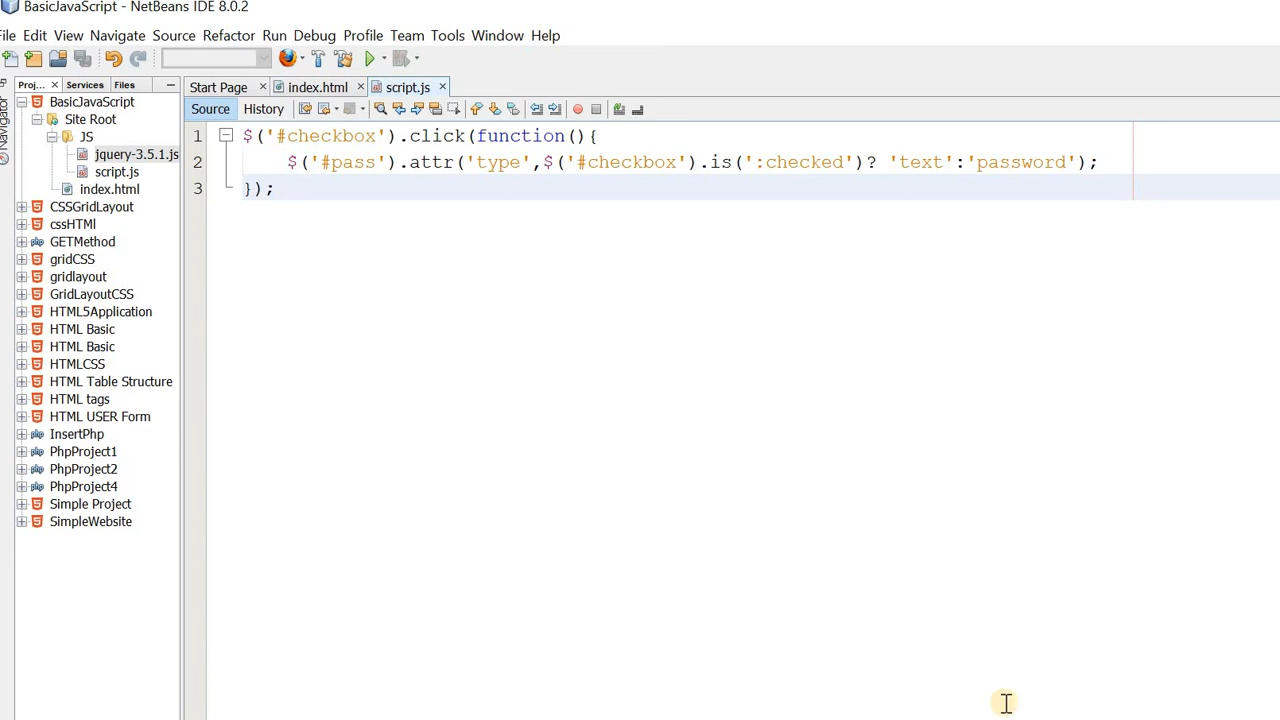 BasicJavaScript - NetBeans IDE 8.0.2
File Edit View Navigate Source Refactor Run Debug Profile Team Tools Window Help
Proj... × Services Files
Start Page × index.html × script.js ×
Source History
Navigator
BasicJavaScript
Site Root
JS
jquery-3.5.1.js
script.js
index.html
CSSGridLayout
cssHTMl
GETMethod
gridCSS
gridlayout
GridLayoutCSS
HTML5Application
HTML Basic
HTML Basic
HTMLCSS
HTML Table Structure
HTML tags
HTML USER Form
InsertPhp
PhpProject1
PhpProject2
PhpProject4
Simple Project
SimpleWebsite
1 $('#checkbox').click(function(){
2 $('#pass').attr('type',$('#checkbox').is(':checked')? 'text':'password');
3 });